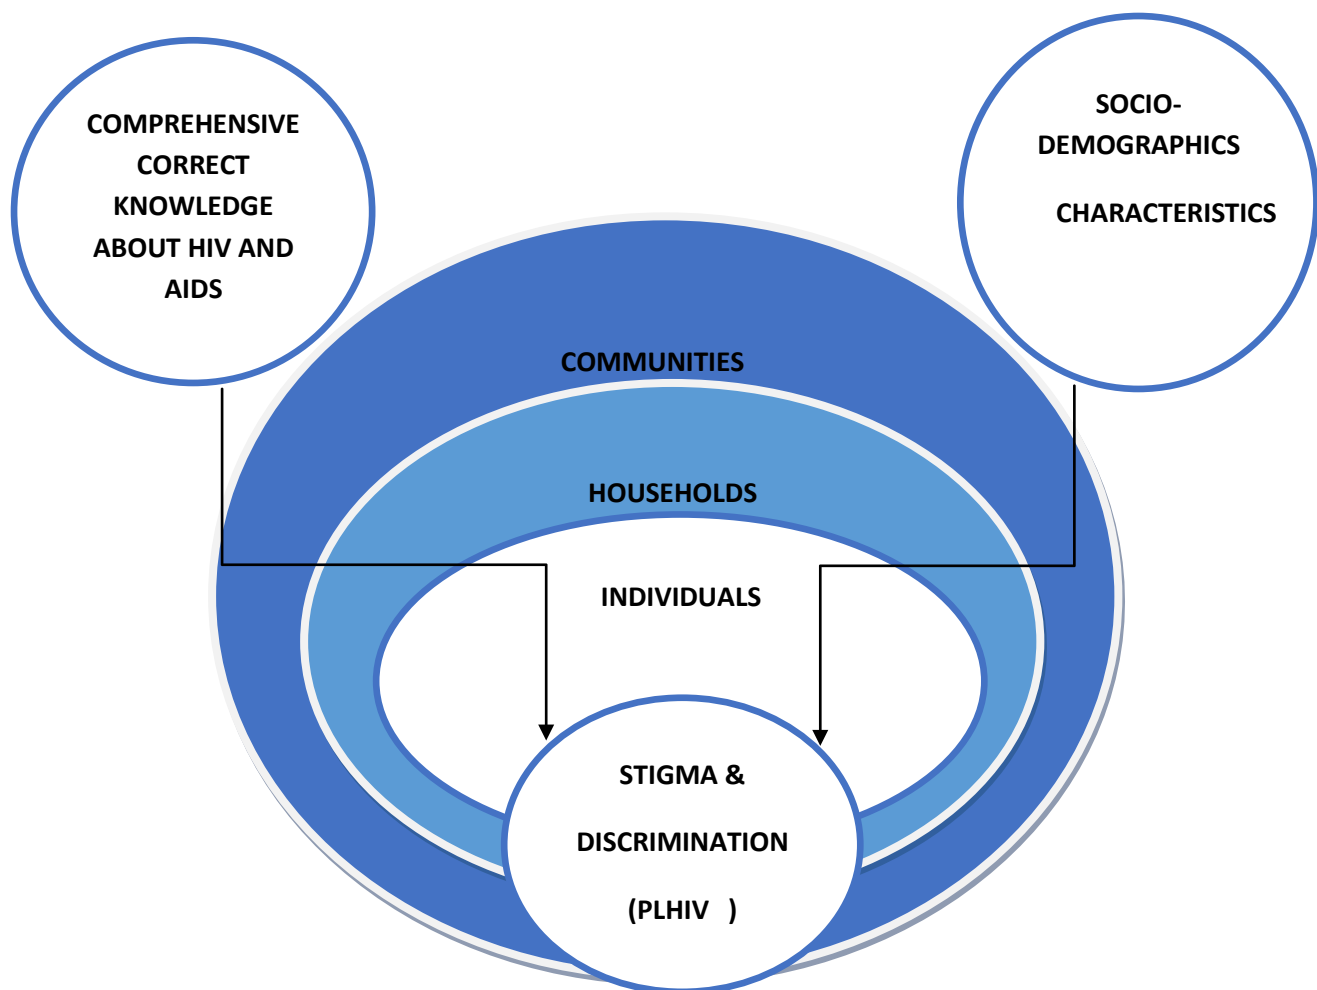 COMPREHENSIVE
CORRECT
KNOWLEDGE
ABOUT HIV AND
AIDS
SOCIO-
DEMOGRAPHICS
CHARACTERISTICS
COMMUNITIES
HOUSEHOLDS
INDIVIDUALS
STIGMA &
DISCRIMINATION
(PLHIV )